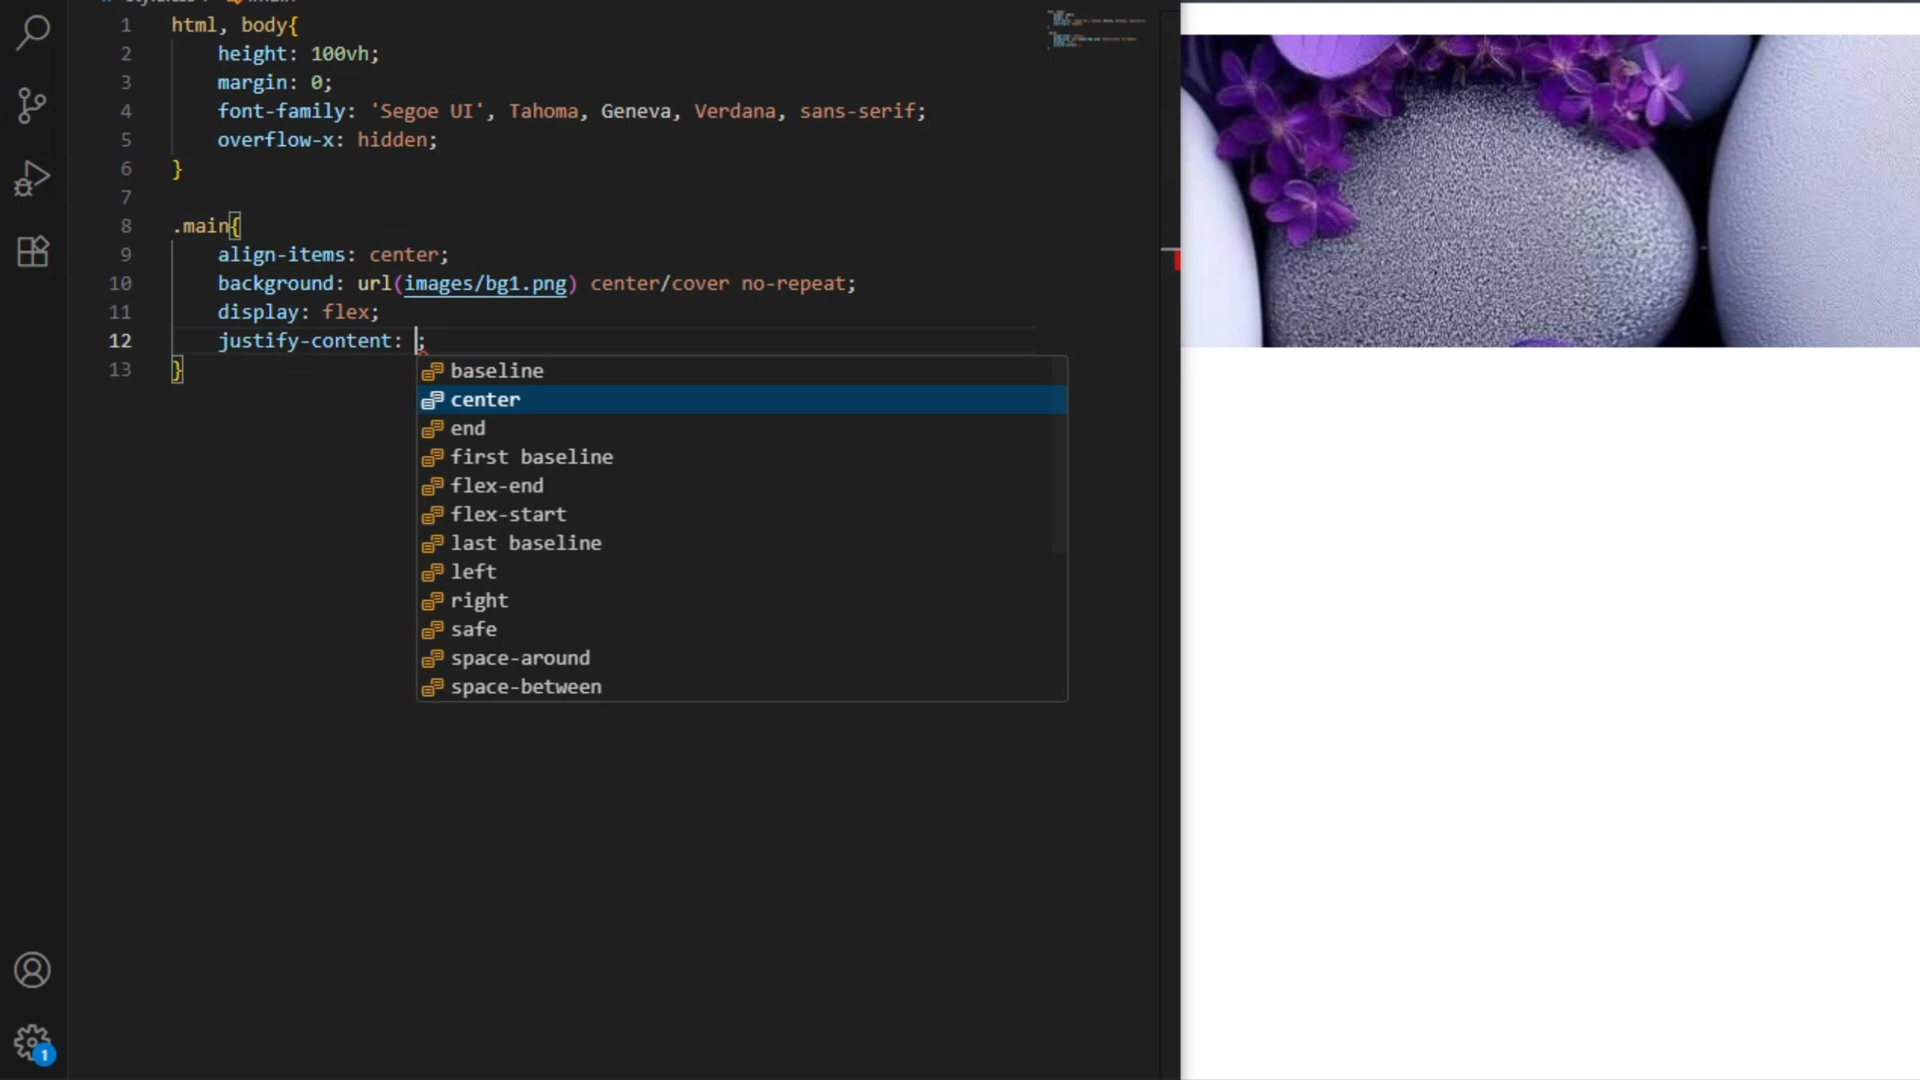 1 html, body{
2 height: 100vh;
3 margin: 0;
4 font-family: 'Segoe UI', Tahoma, Geneva, Verdana, sans-serif;
5 overflow-x: hidden;
6 }
7
8 .main{
9 align-items: center;
10 background: url(images/bg1.png) center/cover no-repeat;
11 display: flex;
12 justify-content: ;
13 }
baseline
center
end
first baseline
flex-end
flex-start
last baseline
left
right
safe
space-around
space-between
1